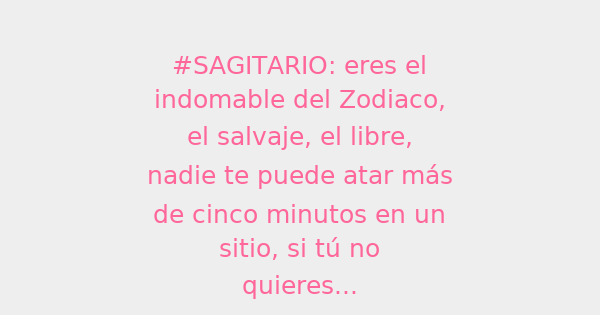 #SAGITARIO: eres el
indomable del Zodiaco,
el salvaje, el libre,
nadie te puede atar más
de cinco minutos en un
sitio, si tú no
quieres...